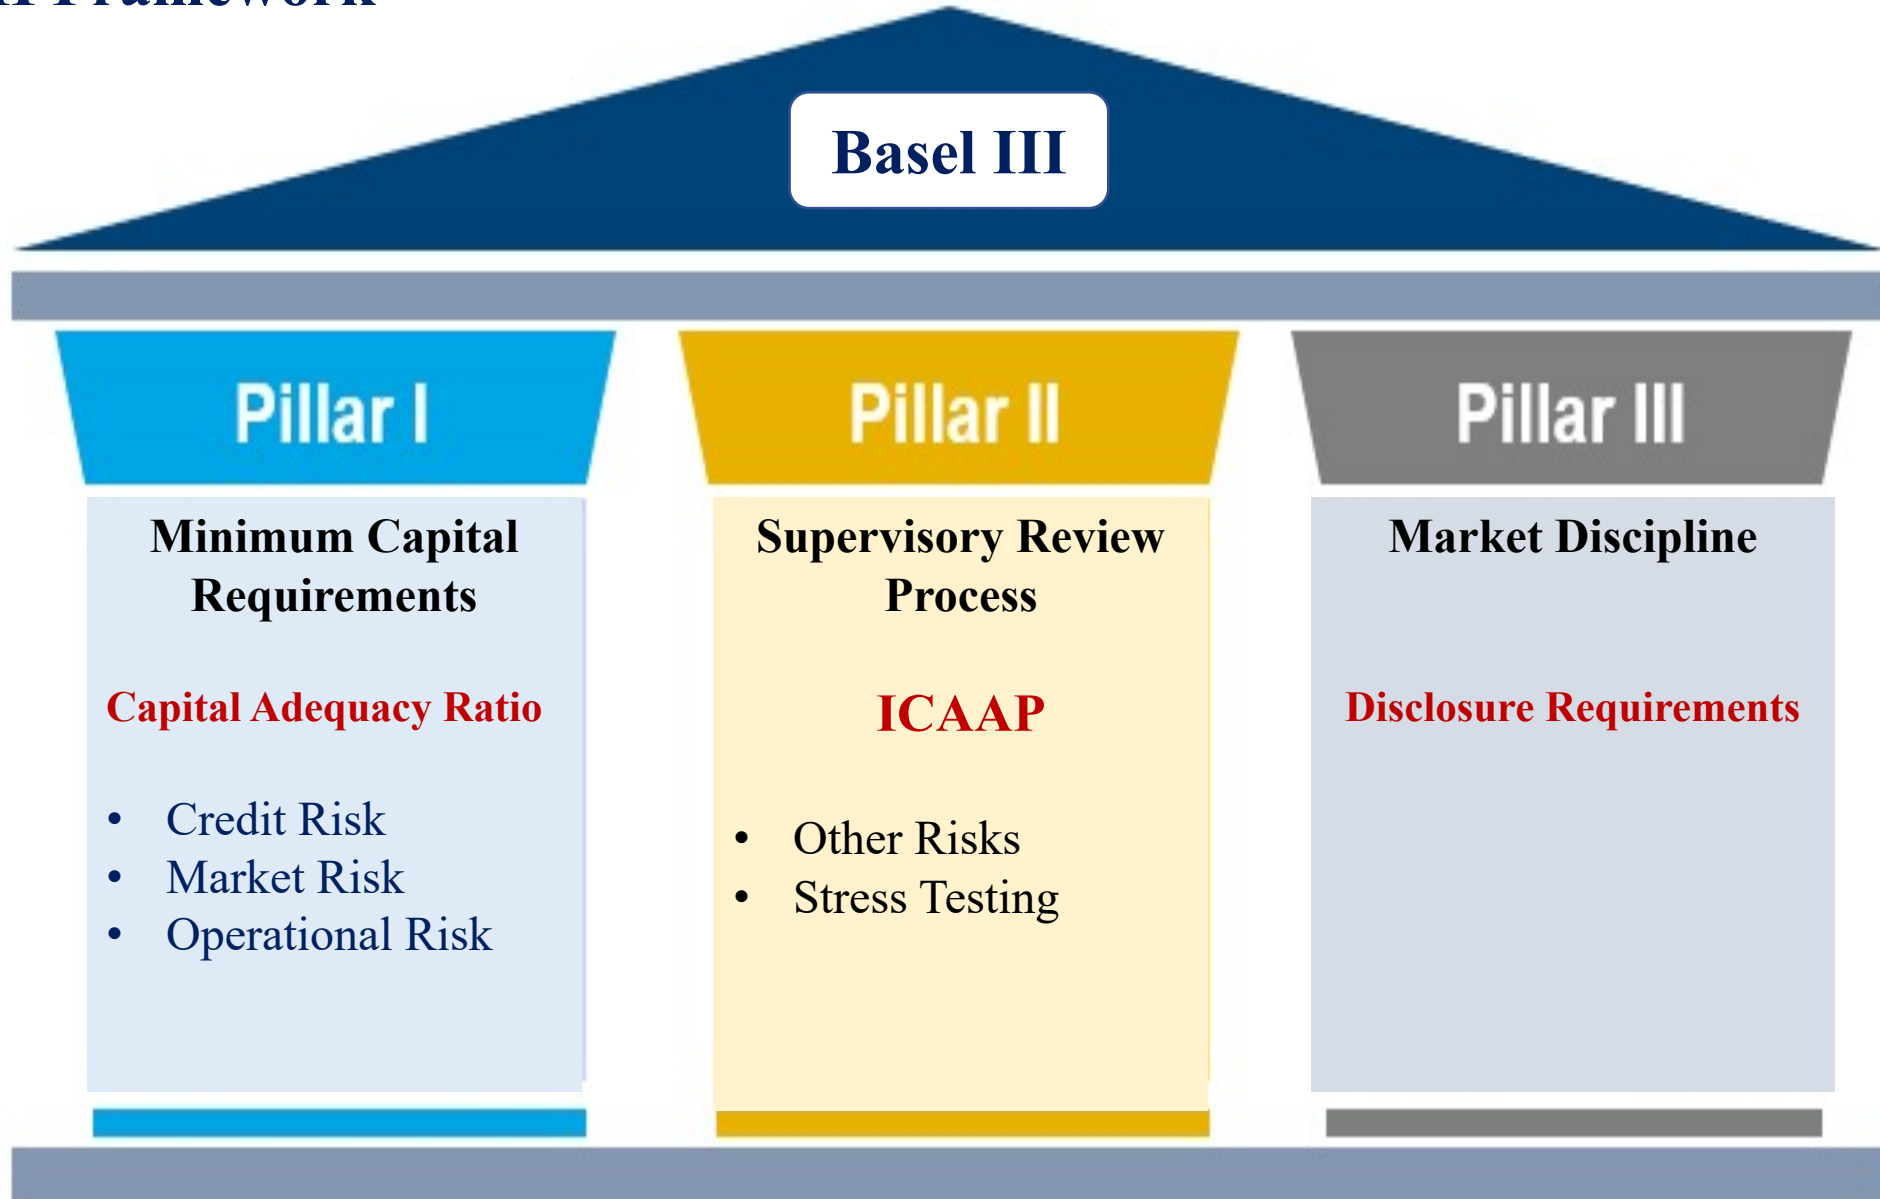 Framework
Basel III
Pillar I
Pillar II
Pillar III
Minimum Capital
Requirements
Capital Adequacy Ratio
• Credit Risk
• Market Risk
• Operational Risk
Supervisory Review
Process
ICAAP
• Other Risks
• Stress Testing
Market Discipline
Disclosure Requirements